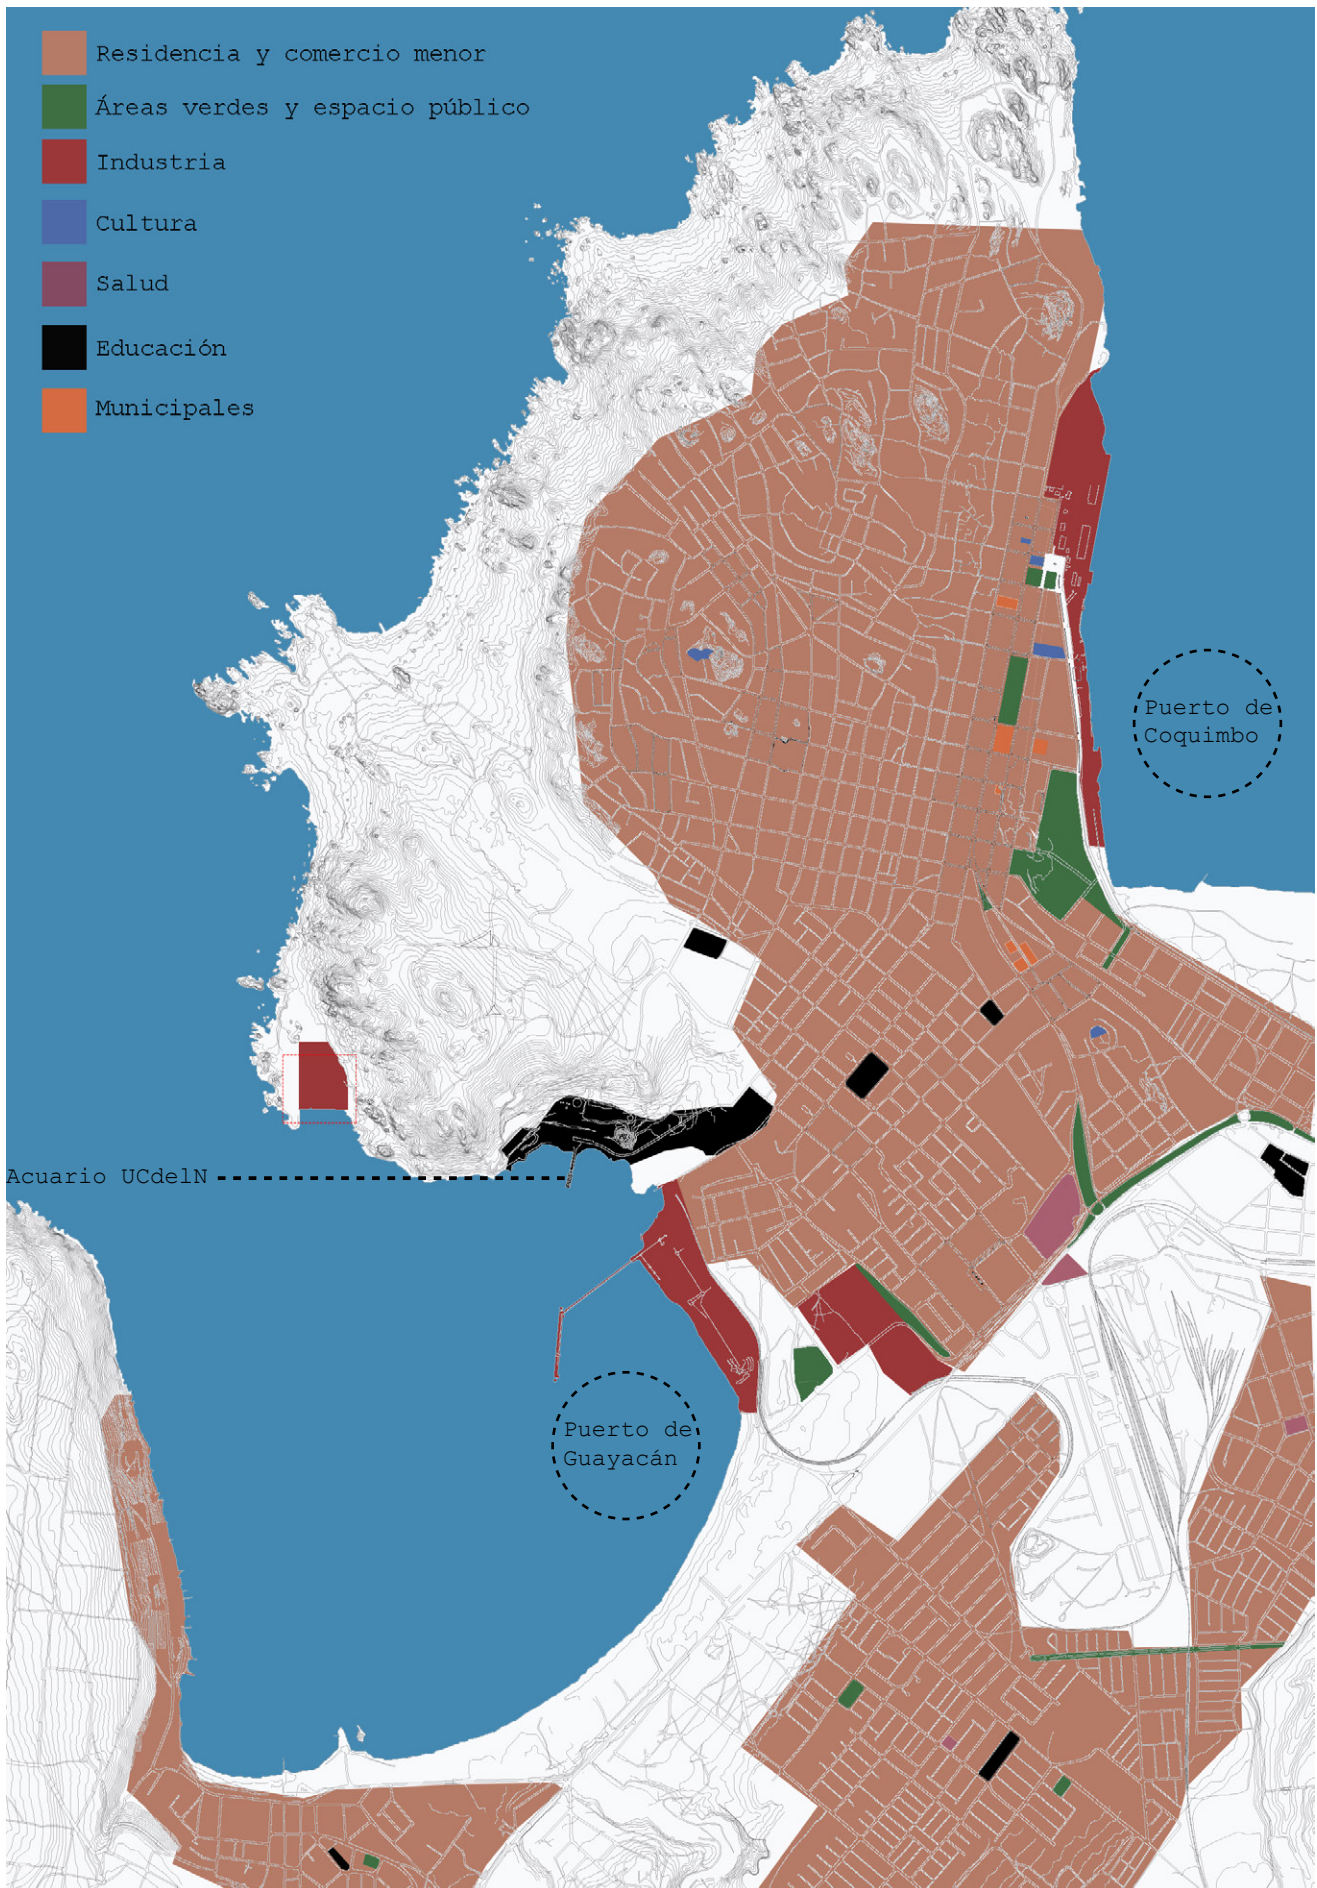 Residencia y comercio menor
Áreas verdes y espacio público
Industria
Cultura
Salud
Educación
Municipales
Puerto de
Coquimbo
Acuario UCdelN
Puerto de
Guayacán